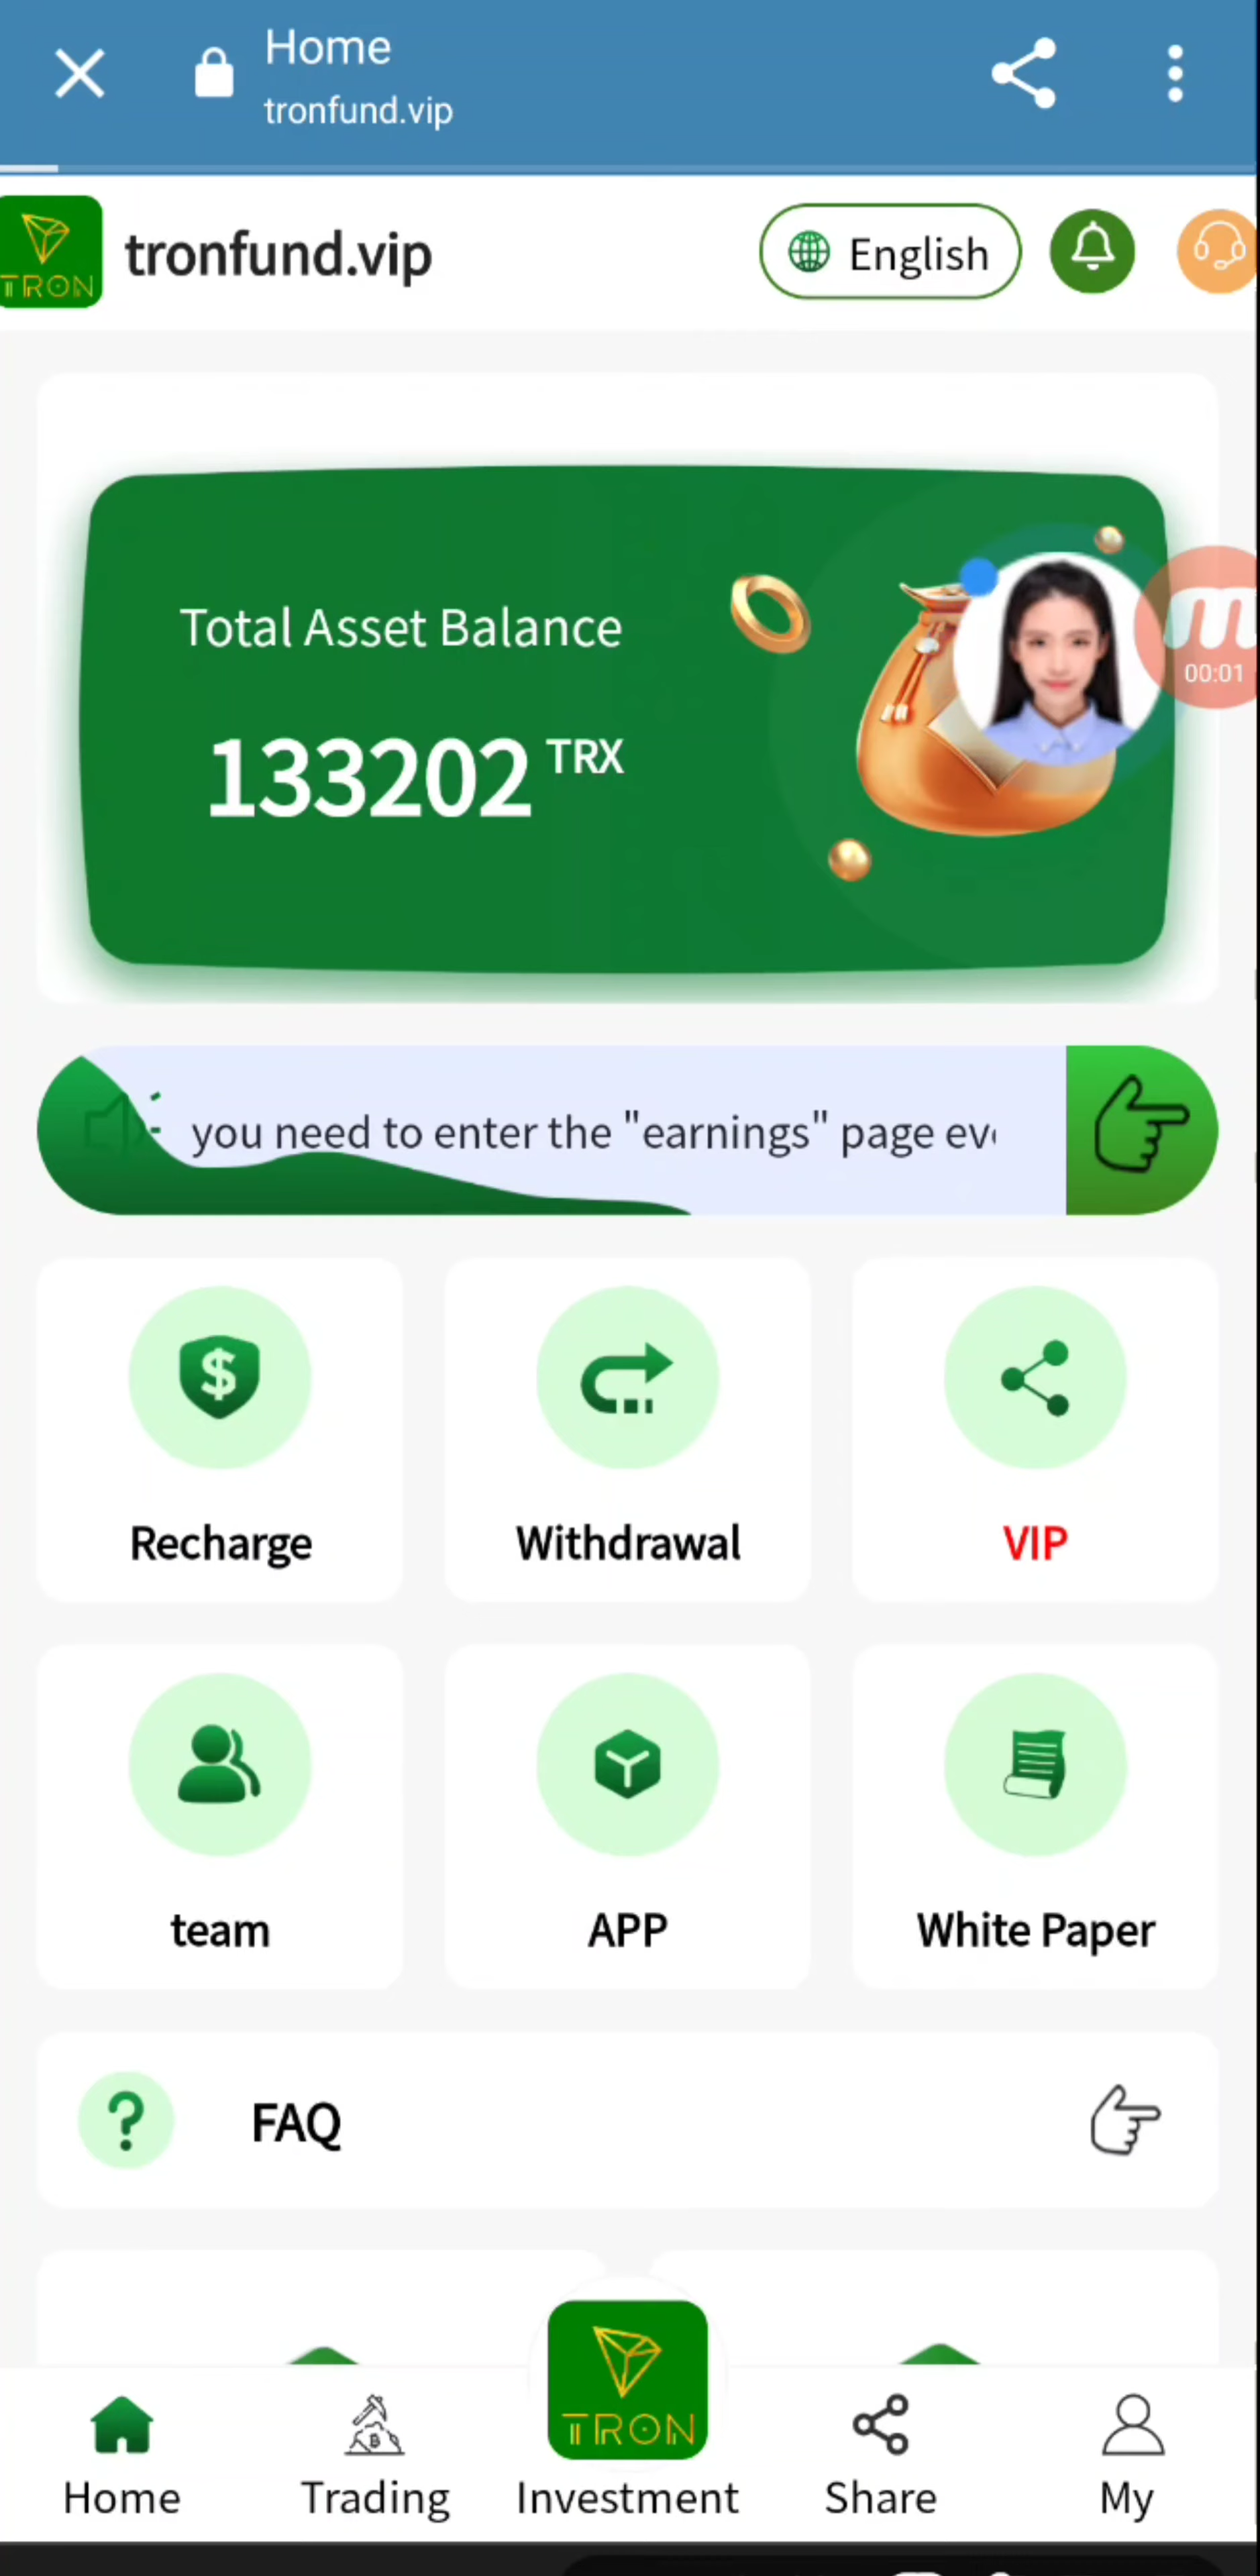 Home
tronfund.vip
TRON
tronfund.vip
English
Total Asset Balance
133202 TRX
m
00:01
you need to enter the "earnings" page
Recharge
Withdrawal
VIP
team
APP
White Paper
FAQ
TRON
Home
Trading
Investment
Share
My